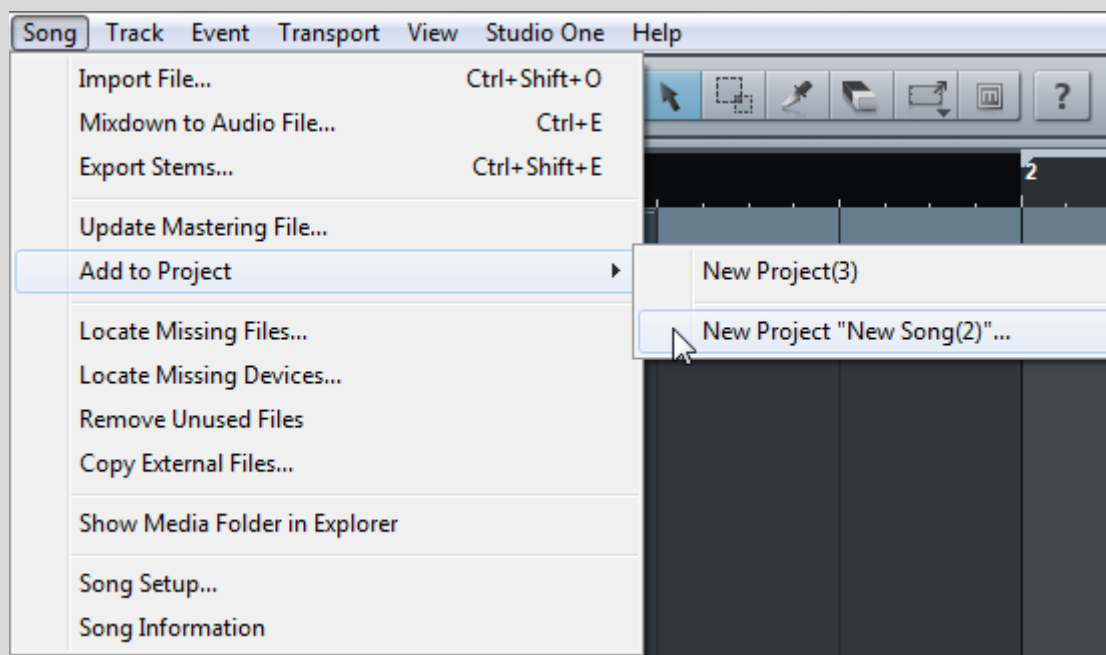 Song Track Event Transport View Studio One Help
Import File... Ctrl+Shift+O
Mixdown to Audio File... Ctrl+E
Export Stems... Ctrl+Shift+E
?
2
Update Mastering File...
Add to Project
New Project(3)
New Project "New Song(2)"...
Locate Missing Files...
Locate Missing Devices...
Remove Unused Files
Copy External Files...
Show Media Folder in Explorer
Song Setup...
Song Information